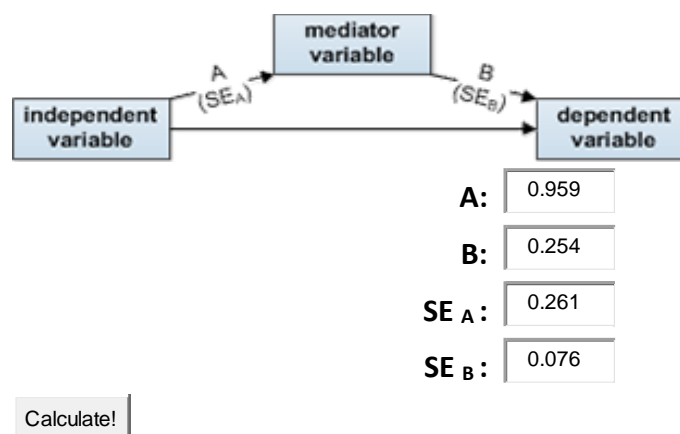 mediator
variable
A
(SEA)
B
(SEB)
independent
variable
dependent
variable
A: 0.959
B: 0.254
SE A : 0.261
SE B : 0.076
Calculate!